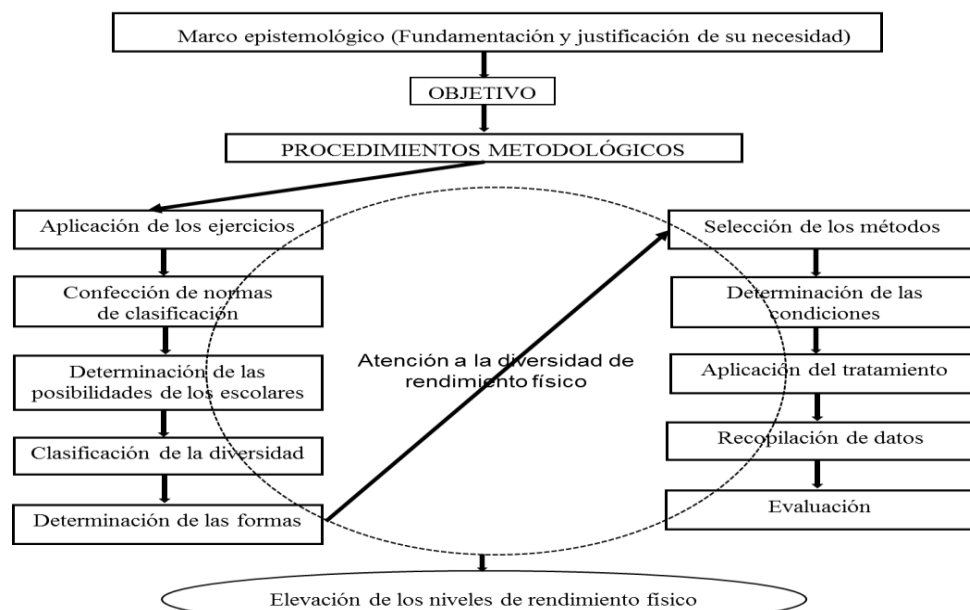 Marco epistemológico (Fundamentación y justificación de su necesidad)
OBJETIVO
PROCEDIMIENTOS METODOLÓGICOS
Aplicación de los ejercicios
Confección de normas
de clasificación
Determinación de las
posibilidades de los escolares
Clasificación de la diversidad
Determinación de las formas
Atención a la diversidad de
rendimiento físico
Selección de los métodos
Determinación de las
condiciones
Aplicación del tratamiento
Recopilación de datos
Evaluación
Elevación de los niveles de rendimiento físico